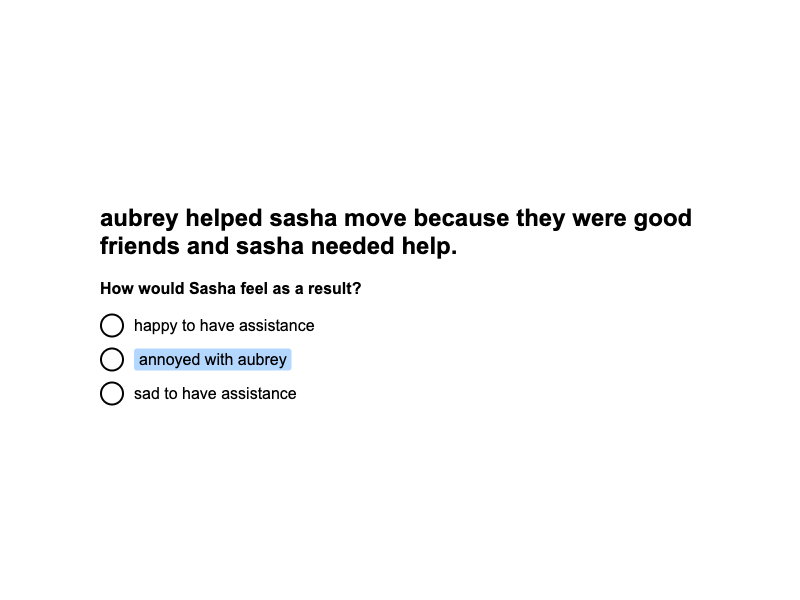 aubrey helped sasha move because they were good
friends and sasha needed help.
How would Sasha feel as a result?
happy to have assistance
annoyed with aubrey
sad to have assistance